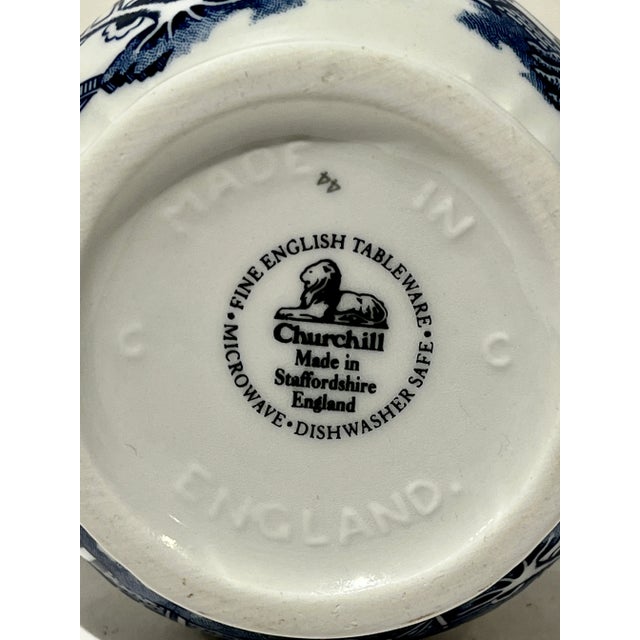 MADE IN
44
• FINE ENGLISH TABLEWARE •
Churchill
Made in
Staffordshire
England
MICROWAVE • DISHWASHER SAFE
C C
ENGLAND.